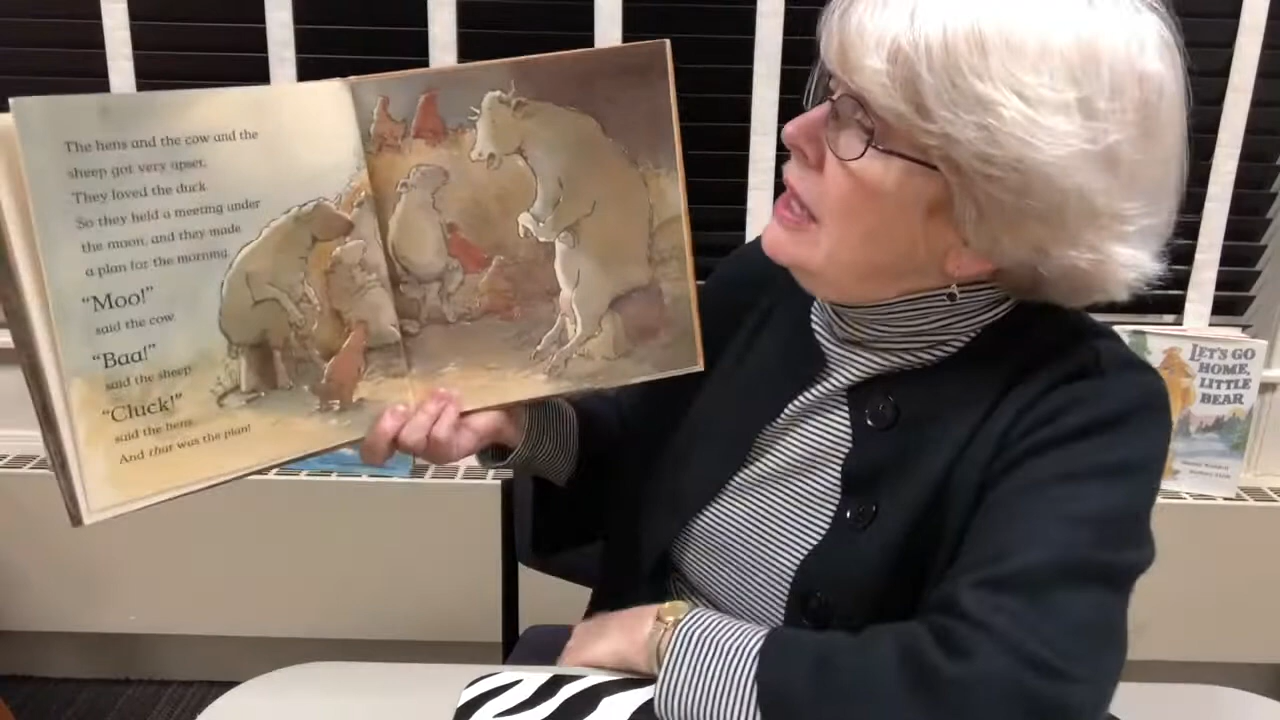 The hens and the cow and the
sheep got very upset.
They loved the duck.
So they held a meeting under
the moon, and they made
a plan for the morning.
"Moo!"
said the cow.
"Baa!"
said the sheep.
"Cluck!"
said the hens.
And that was the plan!
LET'S GO
HOME,
LITTLE
BEAR